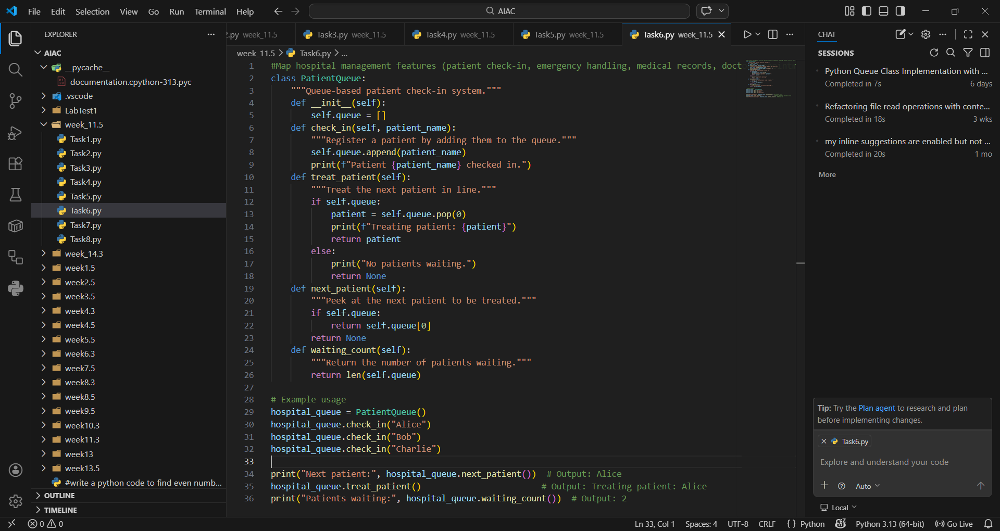 File Edit Selection View Go Run Terminal Help
AIAC
EXPLORER
AIAC
__pycache__
documentation.cpython-313.pyc
.vscode
LabTest1
week_11.5
Task1.py
Task2.py
Task3.py
Task4.py
Task5.py
Task6.py
Task7.py
Task8.py
week_14.3
week1.5
week2.5
week3.5
week4.3
week4.5
week5.5
week6.3
week7.5
week8.3
week8.5
week9.5
week10.3
week11.3
week13
week13.5
#write a python code to find even numb...
OUTLINE
TIMELINE
2.py week_11.5
Task3.py week_11.5
Task4.py week_11.5
Task5.py week_11.5
Task6.py week_11.5
week_11.5 > Task6.py > ...
1 #Map hospital management features (patient check-in, emergency handling, medical records, doct
2 class PatientQueue:
3 """Queue-based patient check-in system."""
4 def __init__(self):
5 self.queue = []
6 def check_in(self, patient_name):
7 """Register a patient by adding them to the queue."""
8 self.queue.append(patient_name)
9 print(f"Patient {patient_name} checked in.")
10 def treat_patient(self):
11 """Treat the next patient in line."""
12 if self.queue:
13 patient = self.queue.pop(0)
14 print(f"Treating patient: {patient}")
15 return patient
16 else:
17 print("No patients waiting.")
18 return None
19 def next_patient(self):
20 """Peek at the next patient to be treated."""
21 if self.queue:
22 return self.queue[0]
23 return None
24 def waiting_count(self):
25 """Return the number of patients waiting."""
26 return len(self.queue)
27
28 # Example usage
29 hospital_queue = PatientQueue()
30 hospital_queue.check_in("Alice")
31 hospital_queue.check_in("Bob")
32 hospital_queue.check_in("Charlie")
33
34 print("Next patient:", hospital_queue.next_patient()) # Output: Alice
35 hospital_queue.treat_patient() # Output: Treating patient: Alice
36 print("Patients waiting:", hospital_queue.waiting_count()) # Output: 2
CHAT
SESSIONS
Python Queue Class Implementation with ...
Completed in 7s 6 days
Refactoring file read operations with conte...
Completed in 18s 3 wks
my inline suggestions are enabled but not ...
Completed in 20s 1 mo
More
Tip: Try the Plan agent to research and plan
before implementing changes.
Task6.py
Explore and understand your code
Auto
Local
0 0
Ln 33, Col 1 Spaces: 4 UTF-8 CRLF {} Python Python 3.13 (64-bit) Go Live